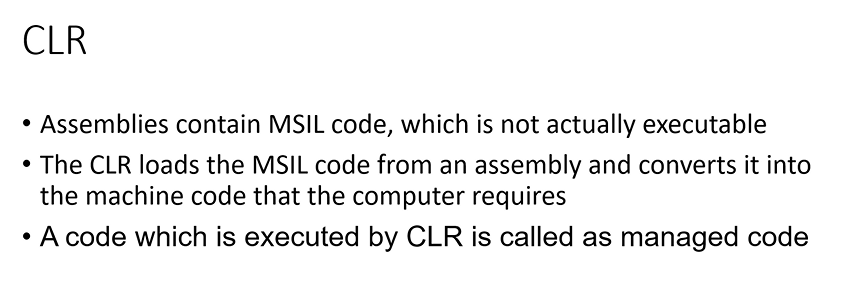 CLR
• Assemblies contain MSIL code, which is not actually executable
• The CLR loads the MSIL code from an assembly and converts it into
the machine code that the computer requires
• A code which is executed by CLR is called as managed code